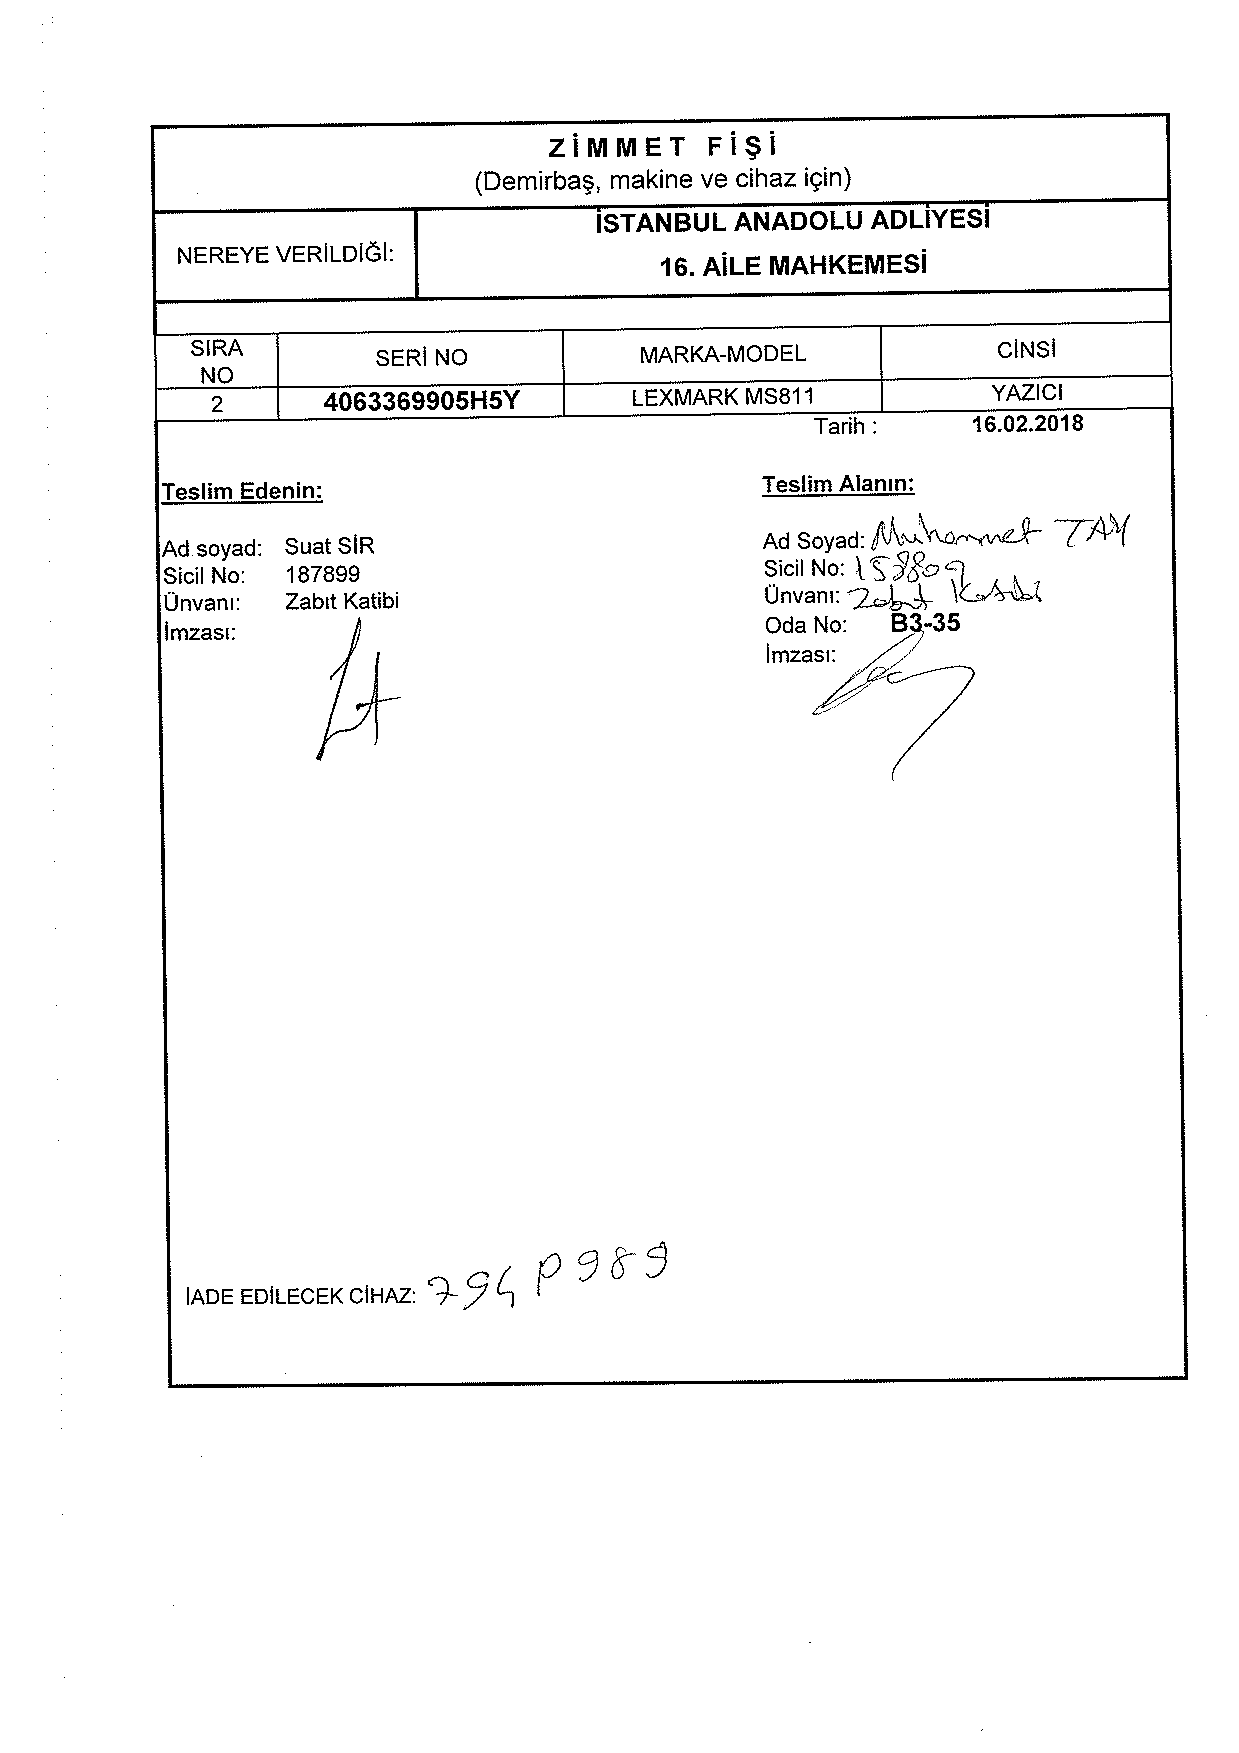 ZİMMET FİŞİ
(Demirbaş, makine ve cihaz için)
NEREYE VERİLDİĞİ:
İSTANBUL ANADOLU ADLİYESİ
16. AİLE MAHKEMESİ
SIRA NO SERİ NO MARKA-MODEL CİNSİ
2 4063369905H5Y LEXMARK MS811 YAZICI
Tarih : 16.02.2018
Teslim Edenin:
Ad soyad: Suat SİR
Sicil No: 187899
Ünvanı: Zabıt Katibi
İmzası:
Teslim Alanın:
Ad Soyad: Muhammet TAY
Sicil No:
Ünvanı: Zabıt Katibi
Oda No: B3-35
İmzası:
İADE EDİLECEK CİHAZ: 794P989